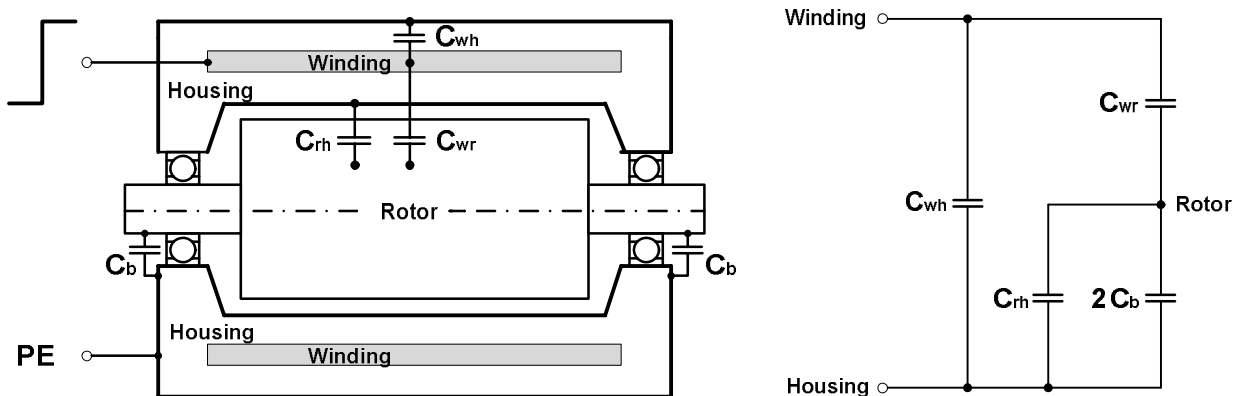 Cwh
Winding
Housing
Crh
Cwr
Rotor
Cb
Cb
Housing
PE
Winding
Winding
Cwr
Cwh
Rotor
Crh
2Cb
Housing